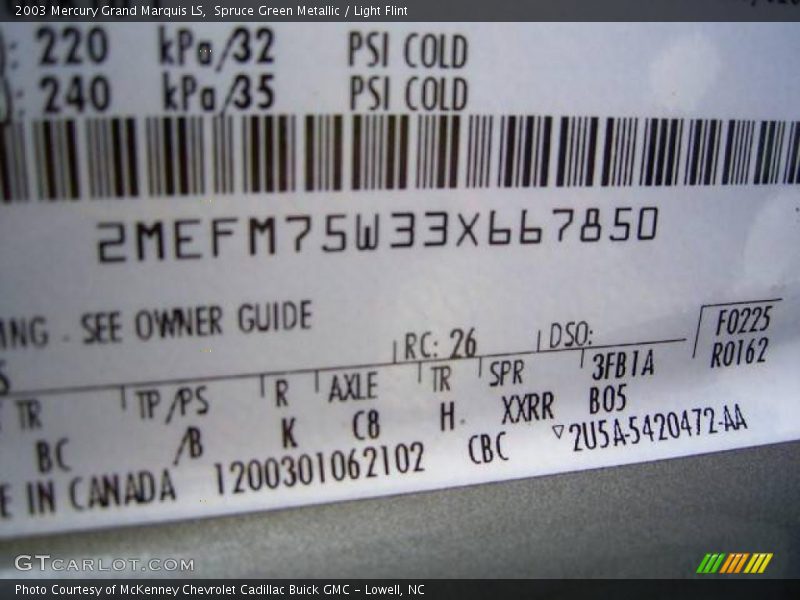 2003 Mercury Grand Marquis LS,  Spruce Green Metallic / Light Flint
: 220 kPa/32 PSI COLD
): 240 kPa/35 PSI COLD
2MEFM75W33X667850
ING . SEE OWNER GUIDE
RC: 26 DSO: F0225
R0162
TR TP/PS R AXLE TR SPR 3FB1A
BC /B K C8 H. XXRR B05
E IN CANADA 1200301062102 CBC ▽2U5A-5420472-AA
GTCARLOT.COM
Photo Courtesy of McKenney Chevrolet Cadillac Buick GMC - Lowell, NC